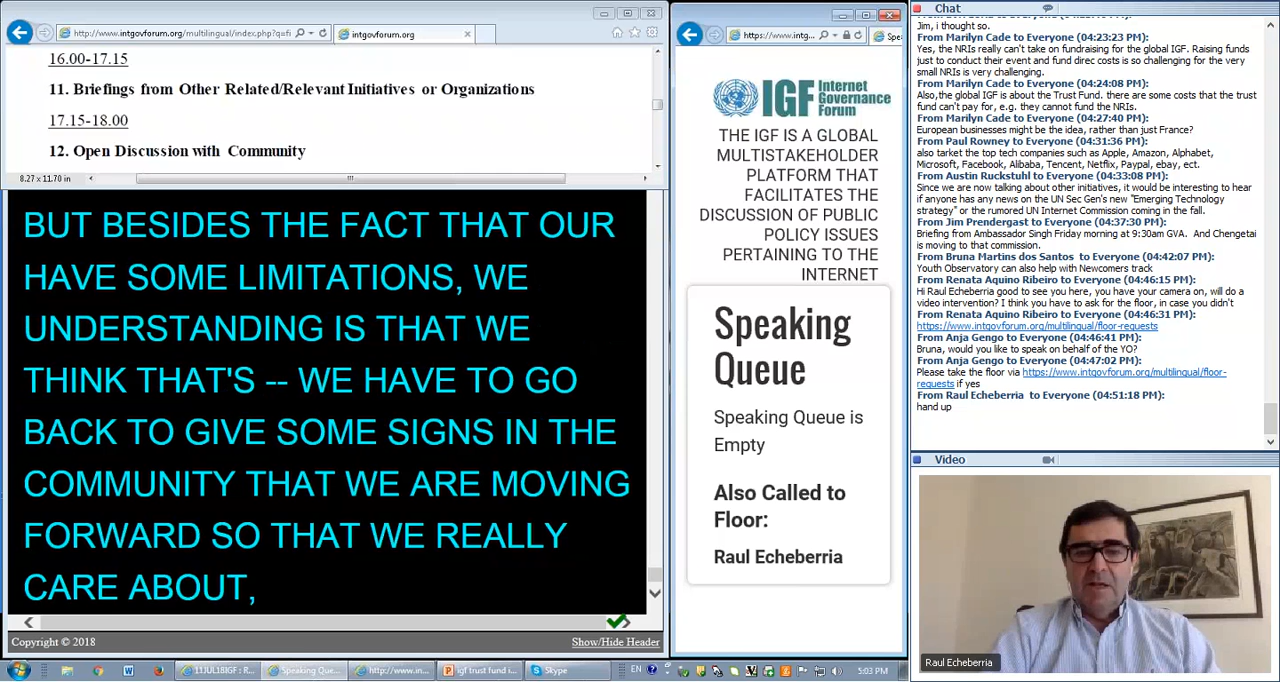 http://www.intgovforum.org/multilingual/index.php?q=fi
intgovforum.org
16.00-17.15
11. Briefings from Other Related/Relevant Initiatives or Organizations
17.15-18.00
12. Open Discussion with Community
8.27 x 11.70 in
BUT BESIDES THE FACT THAT OUR
HAVE SOME LIMITATIONS, WE
UNDERSTANDING IS THAT WE
THINK THAT'S -- WE HAVE TO GO
BACK TO GIVE SOME SIGNS IN THE
COMMUNITY THAT WE ARE MOVING
FORWARD SO THAT WE REALLY
CARE ABOUT,
Copyright © 2018
Show/Hide Header
https://www.intg...
Spe
IGF Internet
Governance
Forum
THE IGF IS A GLOBAL
MULTISTAKEHOLDER
PLATFORM THAT
FACILITATES THE
DISCUSSION OF PUBLIC
POLICY ISSUES
PERTAINING TO THE
INTERNET
Speaking
Queue
Speaking Queue is
Empty
Also Called to
Floor:
Raul Echeberria
Chat
Jim, i thought so.
From Marilyn Cade to Everyone (04:23:23 PM):
Yes, the NRIs really can't take on fundraising for the global IGF. Raising funds
just to conduct their event and fund direc costs is so challenging for the very
small NRIs is very challenging.
From Marilyn Cade to Everyone (04:24:08 PM):
Also,the global IGF is about the Trust Fund. there are some costs that the trust
fund can't pay for, e.g. they cannot fund the NRIs.
From Marilyn Cade to Everyone (04:27:40 PM):
European businesses might be the idea, rather than just France?
From Paul Rowney to Everyone (04:31:36 PM):
also tarket the top tech companies such as Apple, Amazon, Alphabet,
Microsoft, Facebook, Alibaba, Tencent, Netflix, Paypal, ebay, ect.
From Austin Ruckstuhl to Everyone (04:33:08 PM):
Since we are now talking about other initiatives, it would be interesting to hear
if anyone has any news on the UN Sec Gen's new "Emerging Technology
strategy" or the rumored UN Internet Commission coming in the fall.
From Jim Prendergast to Everyone (04:37:30 PM):
Briefing from Ambassador Singh Friday morning at 9:30am GVA. And Chengetai
is moving to that commission.
From Bruna Martins dos Santos to Everyone (04:42:07 PM):
Youth Observatory can also help with Newcomers track
From Renata Aquino Ribeiro to Everyone (04:46:15 PM):
Hi Raul Echeberria good to see you here, you have your camera on, will do a
video intervention? I think you have to ask for the floor, in case you didn't
From Renata Aquino Ribeiro to Everyone (04:46:31 PM):
https://www.intgovforum.org/multilingual/floor-requests
From Anja Gengo to Everyone (04:46:41 PM):
Bruna, would you like to speak on behalf of the YO?
From Anja Gengo to Everyone (04:47:02 PM):
Please take the floor via https://www.intgovforum.org/multilingual/floor-
requests if yes
From Raul Echeberria to Everyone (04:51:18 PM):
hand up
Video
Raul Echeberria
11JUL18IGF : R...
Speaking Que...
http://www.in...
igf trust fund i...
Skype
EN
5:03 PM